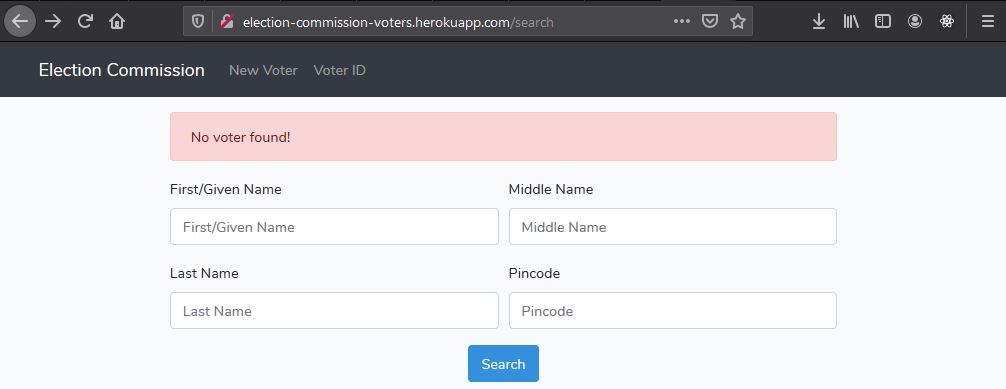 election-commission-voters.herokuapp.com/search
Election Commission New Voter Voter ID
No voter found!
First/Given Name Middle Name
First/Given Name Middle Name
Last Name Pincode
Last Name Pincode
Search